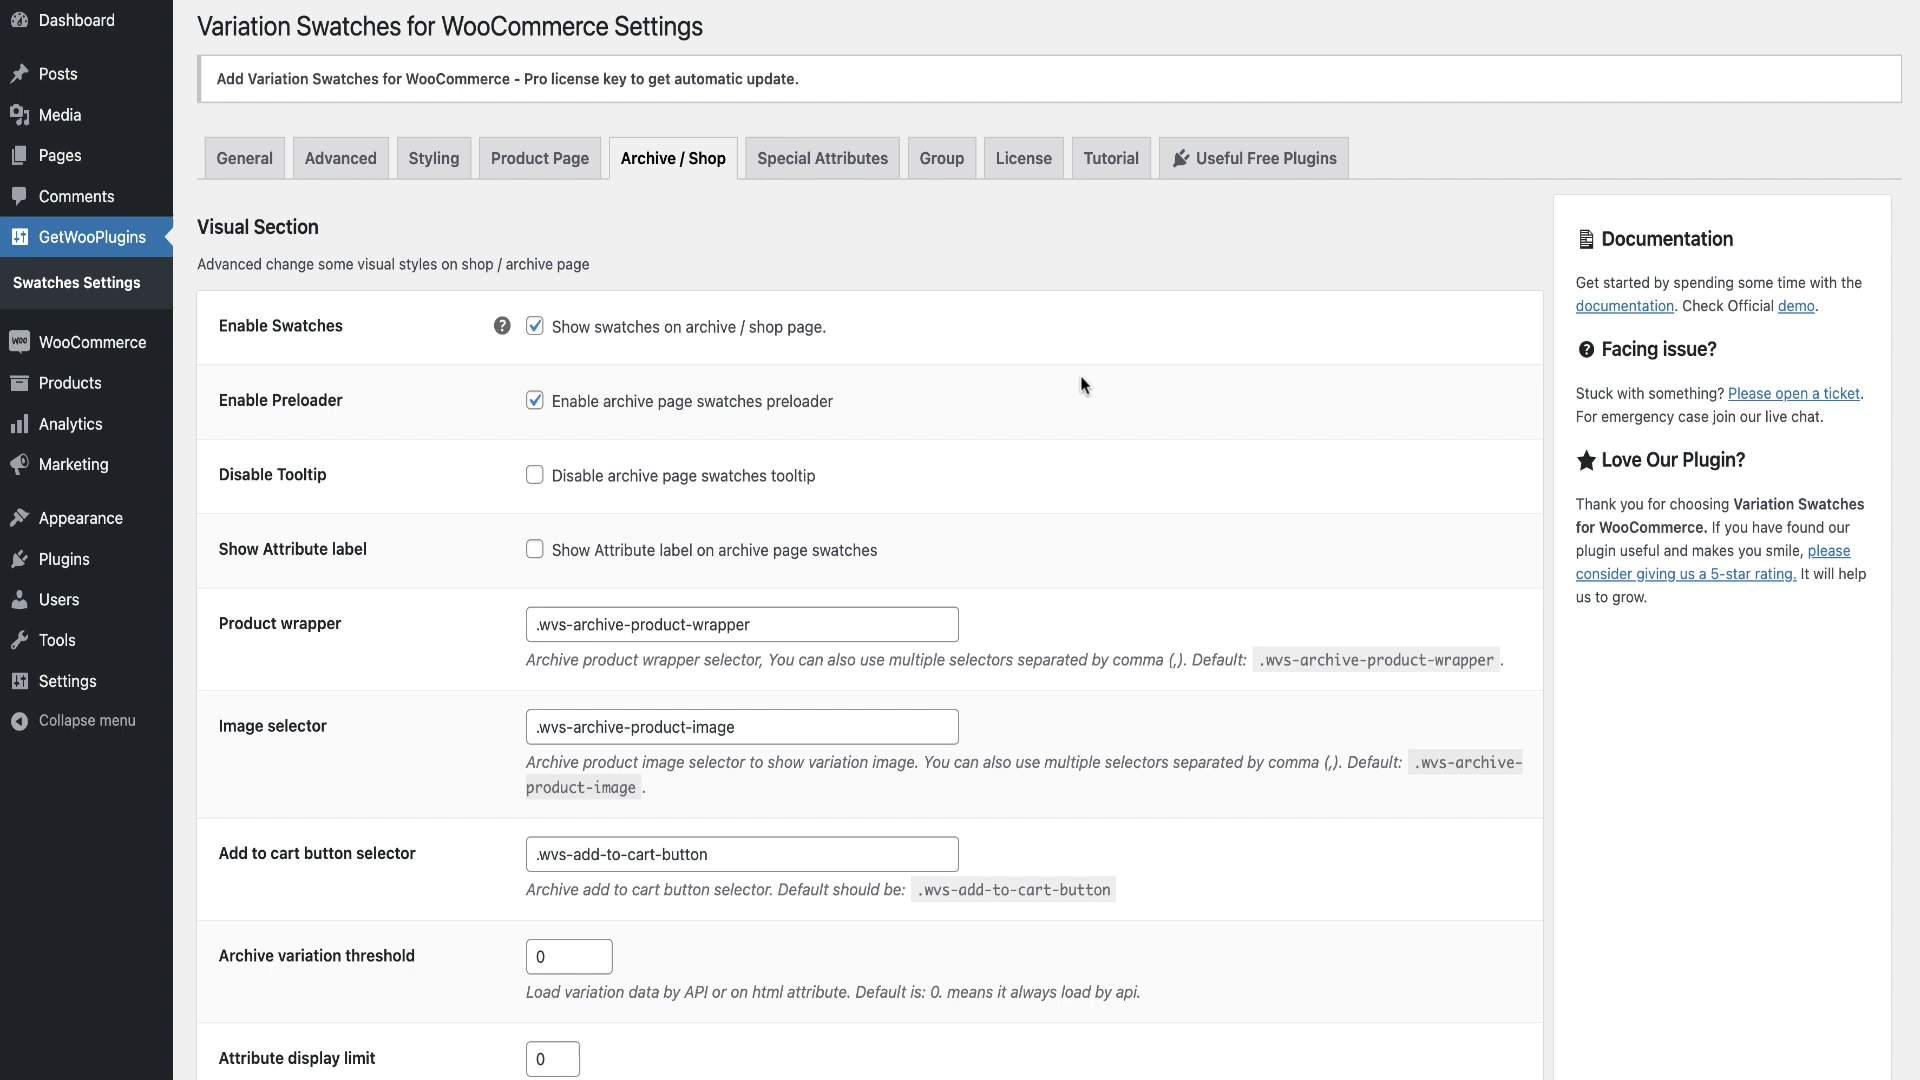 Dashboard
Posts
Media
Pages
Comments
GetWooPlugins
Swatches Settings
WOO WooCommerce
Products
Analytics
Marketing
Appearance
Plugins
Users
Tools
Settings
Collapse menu
Variation Swatches for WooCommerce Settings
Add Variation Swatches for WooCommerce - Pro license key to get automatic update.
General Advanced Styling Product Page Archive / Shop Special Attributes Group License Tutorial Useful Free Plugins
Visual Section
Advanced change some visual styles on shop / archive page
Enable Swatches ? Show swatches on archive / shop page.
Enable Preloader Enable archive page swatches preloader
Disable Tooltip Disable archive page swatches tooltip
Show Attribute label Show Attribute label on archive page swatches
Product wrapper .wvs-archive-product-wrapper
Archive product wrapper selector, You can also use multiple selectors separated by comma (,). Default: .wvs-archive-product-wrapper .
Image selector .wvs-archive-product-image
Archive product image selector to show variation image. You can also use multiple selectors separated by comma (,). Default: .wvs-archive-
product-image .
Add to cart button selector .wvs-add-to-cart-button
Archive add to cart button selector. Default should be: .wvs-add-to-cart-button
Archive variation threshold 0
Load variation data by API or on html attribute. Default is: 0. means it always load by api.
Attribute display limit 0
Documentation
Get started by spending some time with the
documentation. Check Official demo.
? Facing issue?
Stuck with something? Please open a ticket.
For emergency case join our live chat.
Love Our Plugin?
Thank you for choosing Variation Swatches
for WooCommerce. If you have found our
plugin useful and makes you smile, please
consider giving us a 5-star rating. It will help
us to grow.